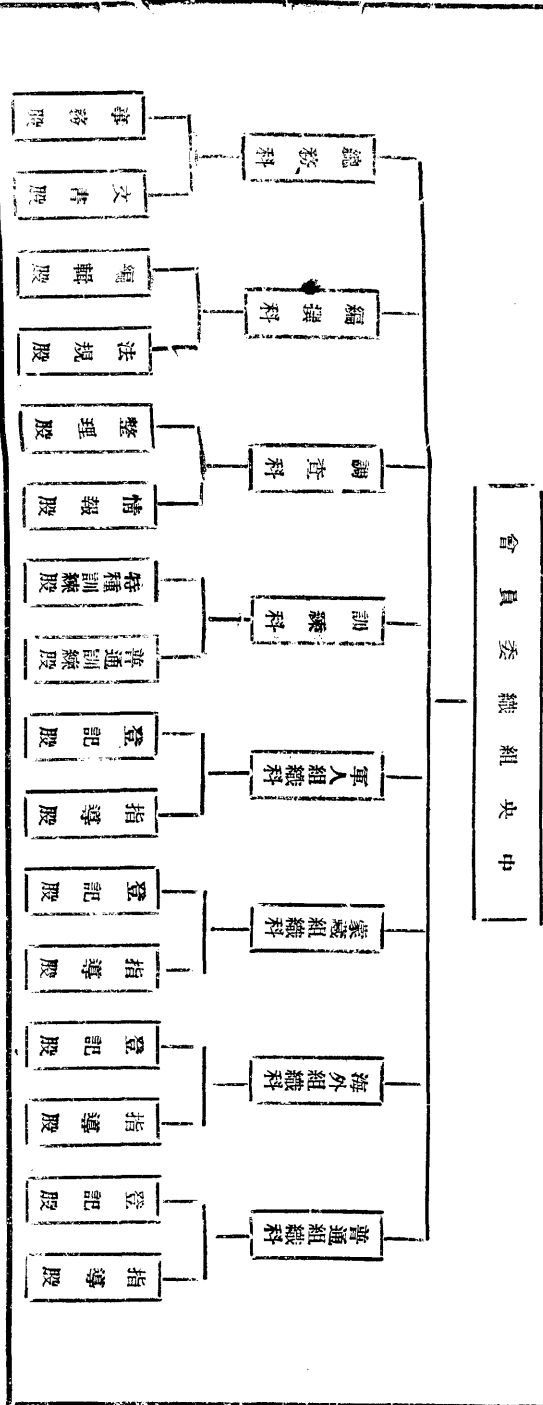 中央組織委員會
普通組織科
海外組織科
蒙藏組織科
軍人組織科
訓練科
調查科
編撰科
總務科
指導股
登記股
指導股
登記股
指導股
登記股
指導股
登記股
普通訓練股
特種訓練股
情報股
整理股
法規股
編輯股
文書股
事務股